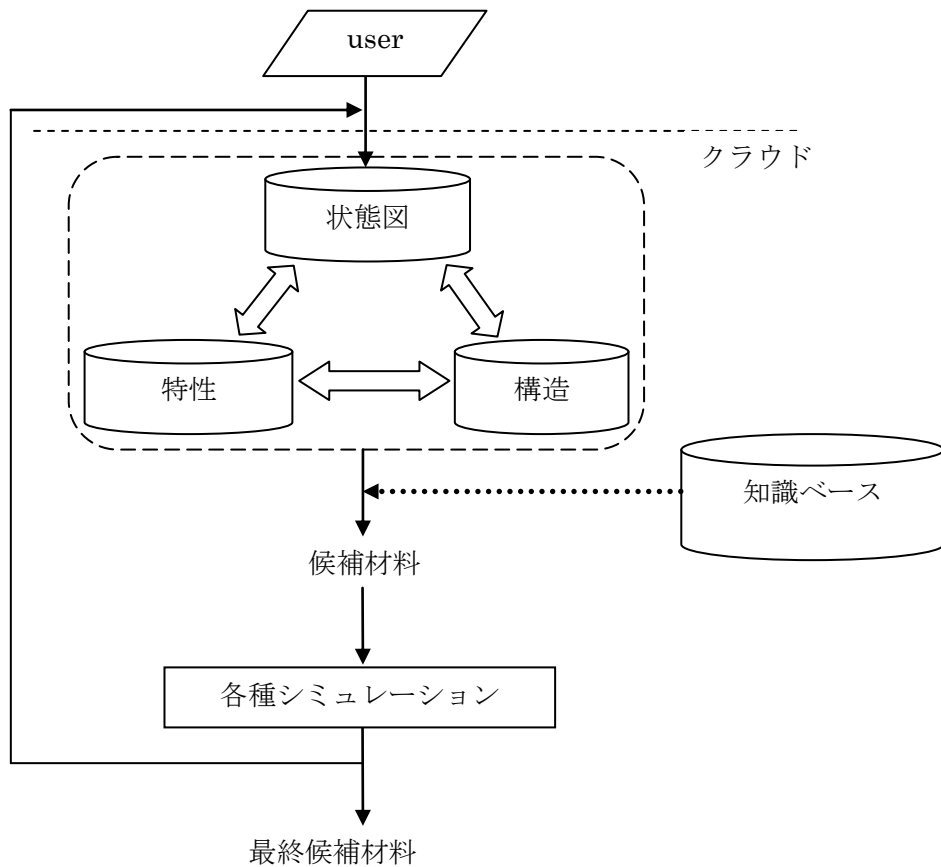 user
クラウド
状態図
特性
構造
知識ベース
候補材料
各種シミュレーション
最終候補材料